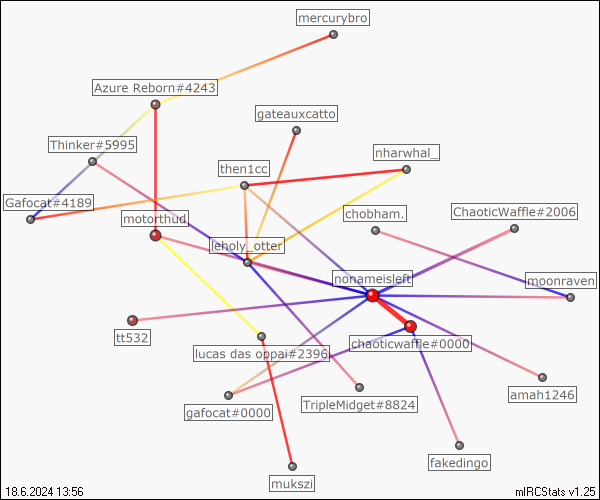 mercurybro
Azure Reborn#4243
gateauxcatto
Thinker#5995
nharwhal_
then1cc
Gafocat#4189
motorthud
chobham.
ChaoticWaffle#2006
leholy_otter
nonameisleft
moonraven
tt532
chaoticwaffle#0000
lucas das oppai#2396
amah1246
gafocat#0000
TripleMidget#8824
fakedingo
mukszi
18.6.2024 13:56
mIRCStats v1.25